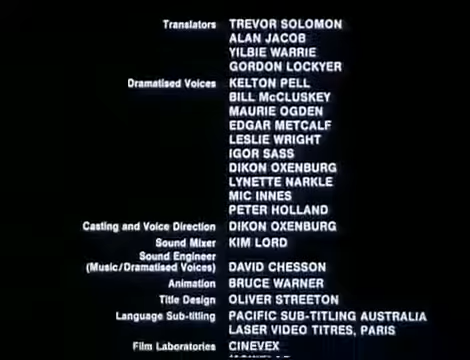 Translators TREVOR SOLOMON
ALAN JACOB
YILBIE WARRIE
GORDON LOCKYER
Dramatised Voices KELTON PELL
BILL McCLUSKEY
MAURIE OGDEN
EDGAR METCALF
LESLIE WRIGHT
IGOR SASS
DIKON OXENBURG
LYNETTE NARKLE
MIC INNES
PETER HOLLAND
Casting and Voice Direction DIKON OXENBURG
Sound Mixer KIM LORD
Sound Engineer
(Music/Dramatised Voices) DAVID CHESSON
Animation BRUCE WARNER
Title Design OLIVER STREETON
Language Sub-titling PACIFIC SUB-TITLING AUSTRALIA
LASER VIDEO TITRES, PARIS
Film Laboratories CINEVEX